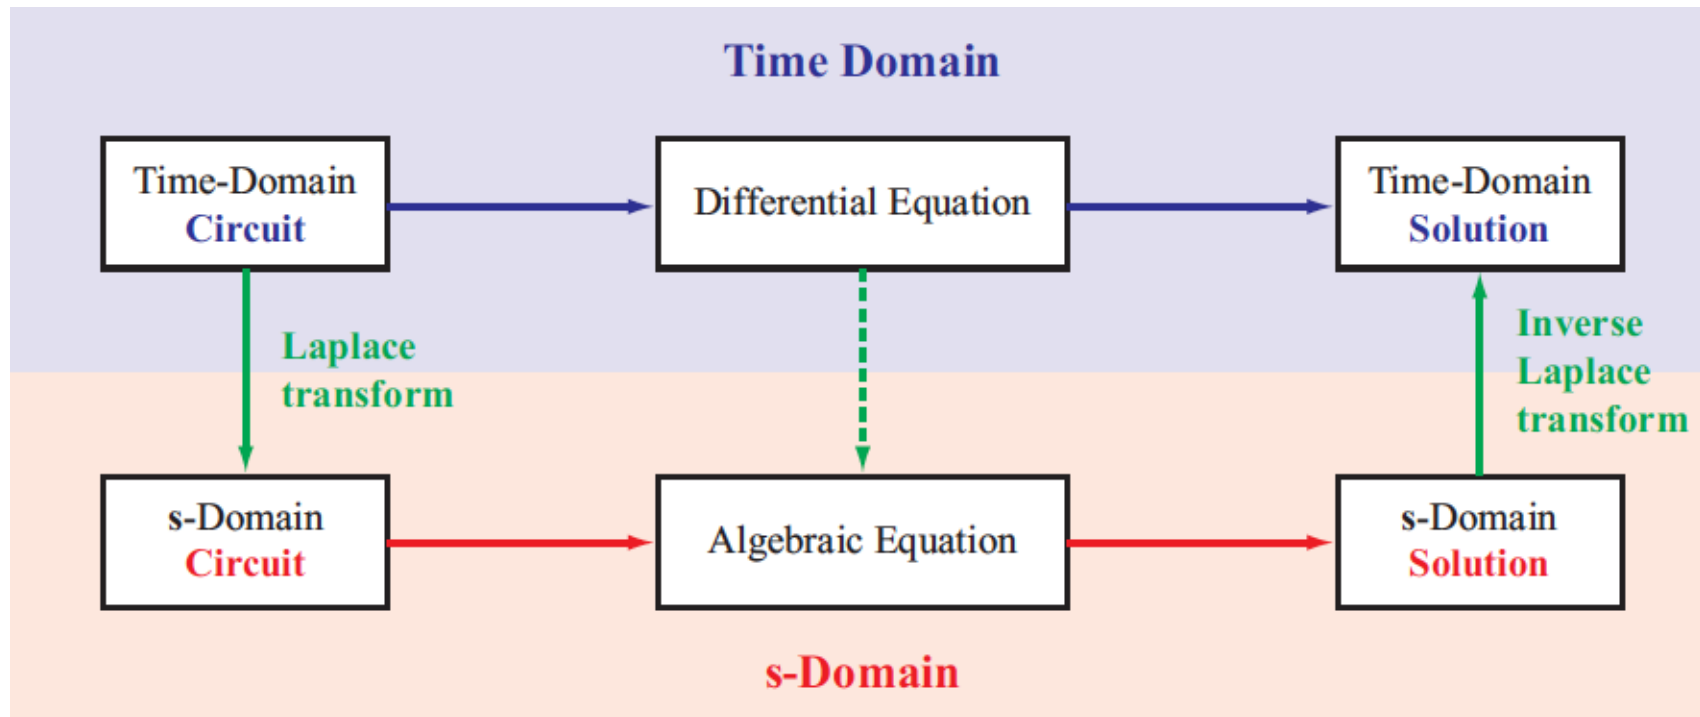 Time Domain
Time-Domain
Circuit
Differential Equation
Time-Domain
Solution
Laplace
transform
Inverse
Laplace
transform
s-Domain
Circuit
Algebraic Equation
s-Domain
Solution
s-Domain